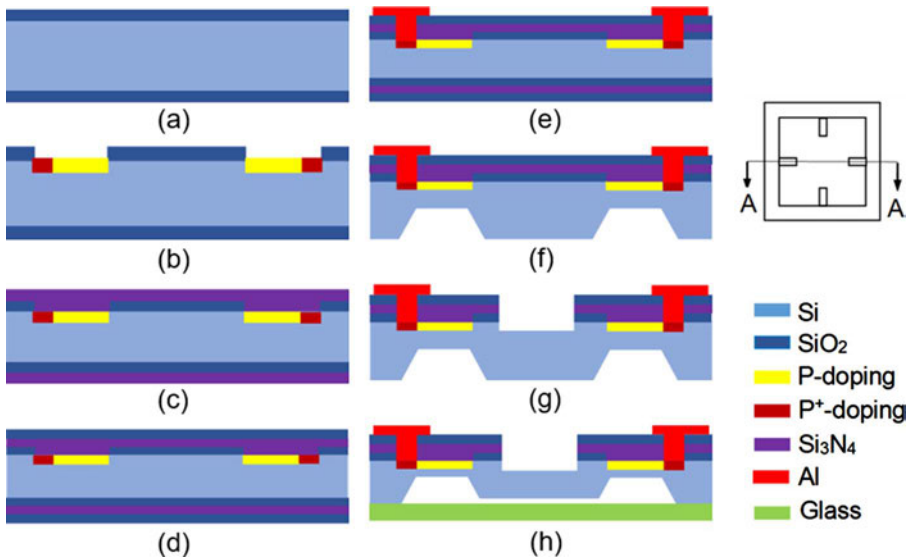 (a)
(b)
(c)
(d)
(e)
(f)
(g)
(h)
A
A
Si
SiO₂
P-doping
P⁺-doping
Si₃N₄
Al
Glass